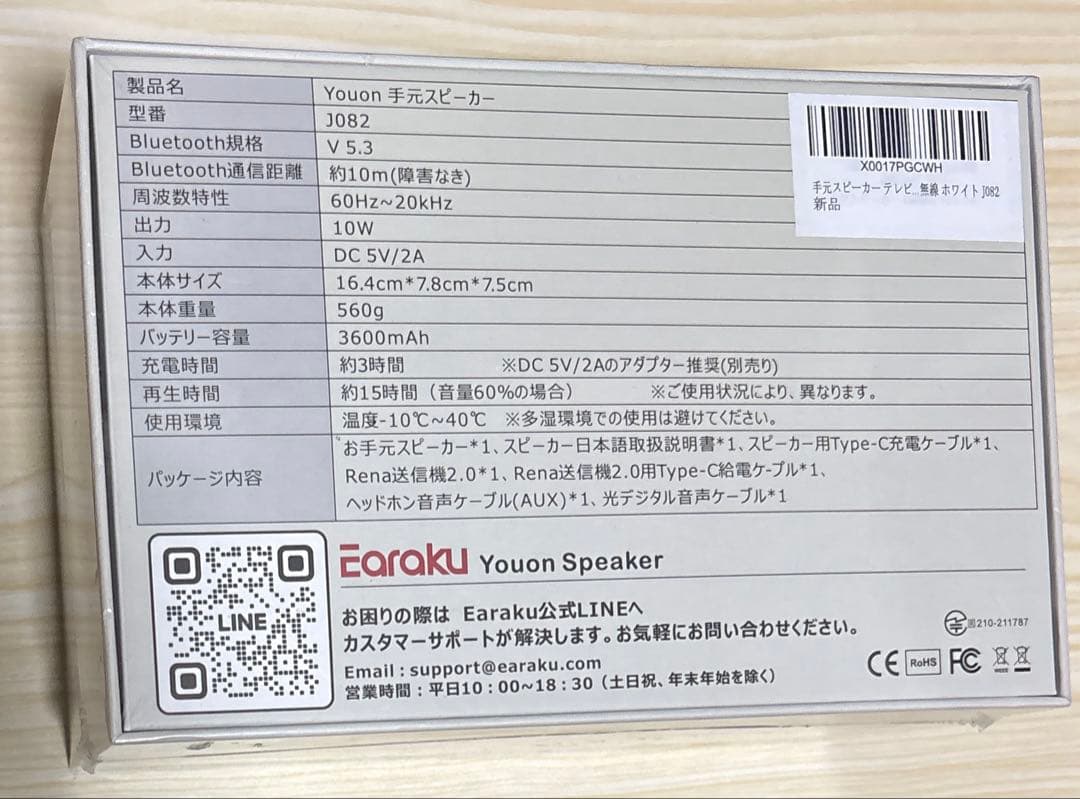 製品名 Youon 手元スピーカー
型番 J082
Bluetooth規格 V 5.3
Bluetooth通信距離 約10m(障害なき)
周波数特性 60Hz~20kHz
出力 10W
入力 DC 5V/2A
本体サイズ 16.4cm*7.8cm*7.5cm
本体重量 560g
バッテリー容量 3600mAh
充電時間 約3時間 ※DC 5V/2Aのアダプター推奨(別売り)
再生時間 約15時間（音量60%の場合） ※ご使用状況により、異なります。
使用環境 温度-10℃~40℃ ※多湿環境での使用は避けてください。
パッケージ内容
お手元スピーカー*1、スピーカー日本語取扱説明書*1、スピーカー用Type-C充電ケーブル*1、
Rena送信機2.0*1、Rena送信機2.0用Type-C給電ケーブル*1、
ヘッドホン音声ケーブル(AUX)*1、光デジタル音声ケーブル*1
X0017PGCWH
手元スピーカー テレビ...無線 ホワイト J082
新品
LINE
Earaku Youon Speaker
お困りの際は Earaku公式LINEへ
カスタマーサポートが解決します。お気軽にお問い合わせください。
Email : support@earaku.com
営業時間：平日10：00~18：30（土日祝、年末年始を除く）
210-211787
CE RoHS FC